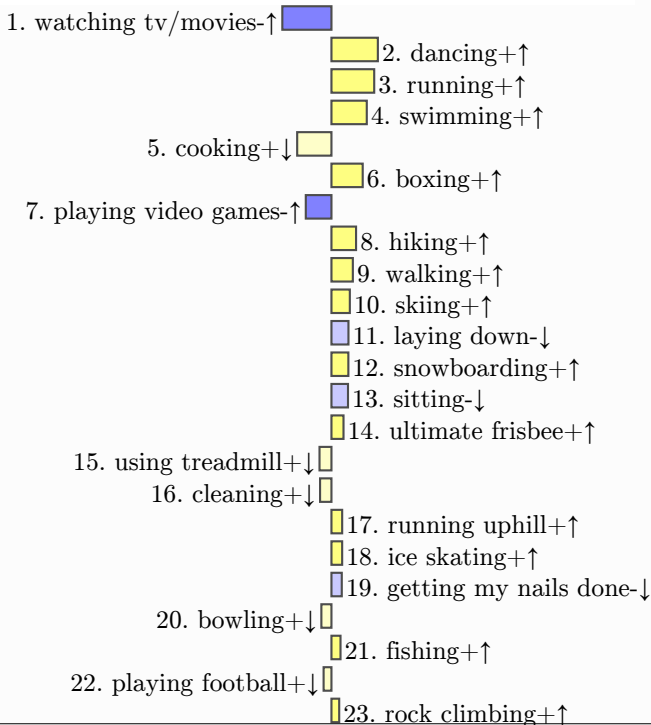 1. watching tv/movies-↑
2. dancing+↑
3. running+↑
4. swimming+↑
5. cooking+↓
6. boxing+↑
7. playing video games-↑
8. hiking+↑
9. walking+↑
10. skiing+↑
11. laying down-↓
12. snowboarding+↑
13. sitting-↓
14. ultimate frisbee+↑
15. using treadmill+↓
16. cleaning+↓
17. running uphill+↑
18. ice skating+↑
19. getting my nails done-↓
20. bowling+↓
21. fishing+↑
22. playing football+↓
23. rock climbing+↑